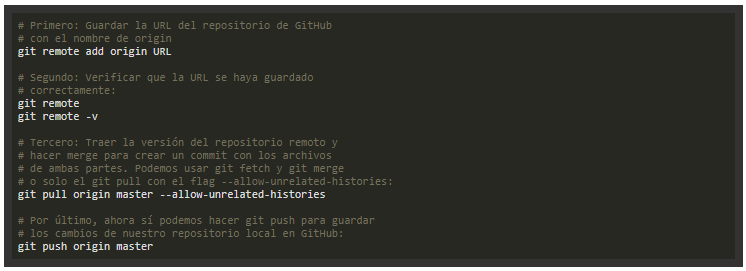 # Primero: Guardar la URL del repositorio de GitHub
# con el nombre de origin
git remote add origin URL
# Segundo: Verificar que la URL se haya guardado
# correctamente:
git remote
git remote -v
# Tercero: Traer la versión del repositorio remoto y
# hacer merge para crear un commit con los archivos
# de ambas partes. Podemos usar git fetch y git merge
# o solo el git pull con el flag --allow-unrelated-histories:
git pull origin master --allow-unrelated-histories
# Por último, ahora sí podemos hacer git push para guardar
# los cambios de nuestro repositorio local en GitHub:
git push origin master